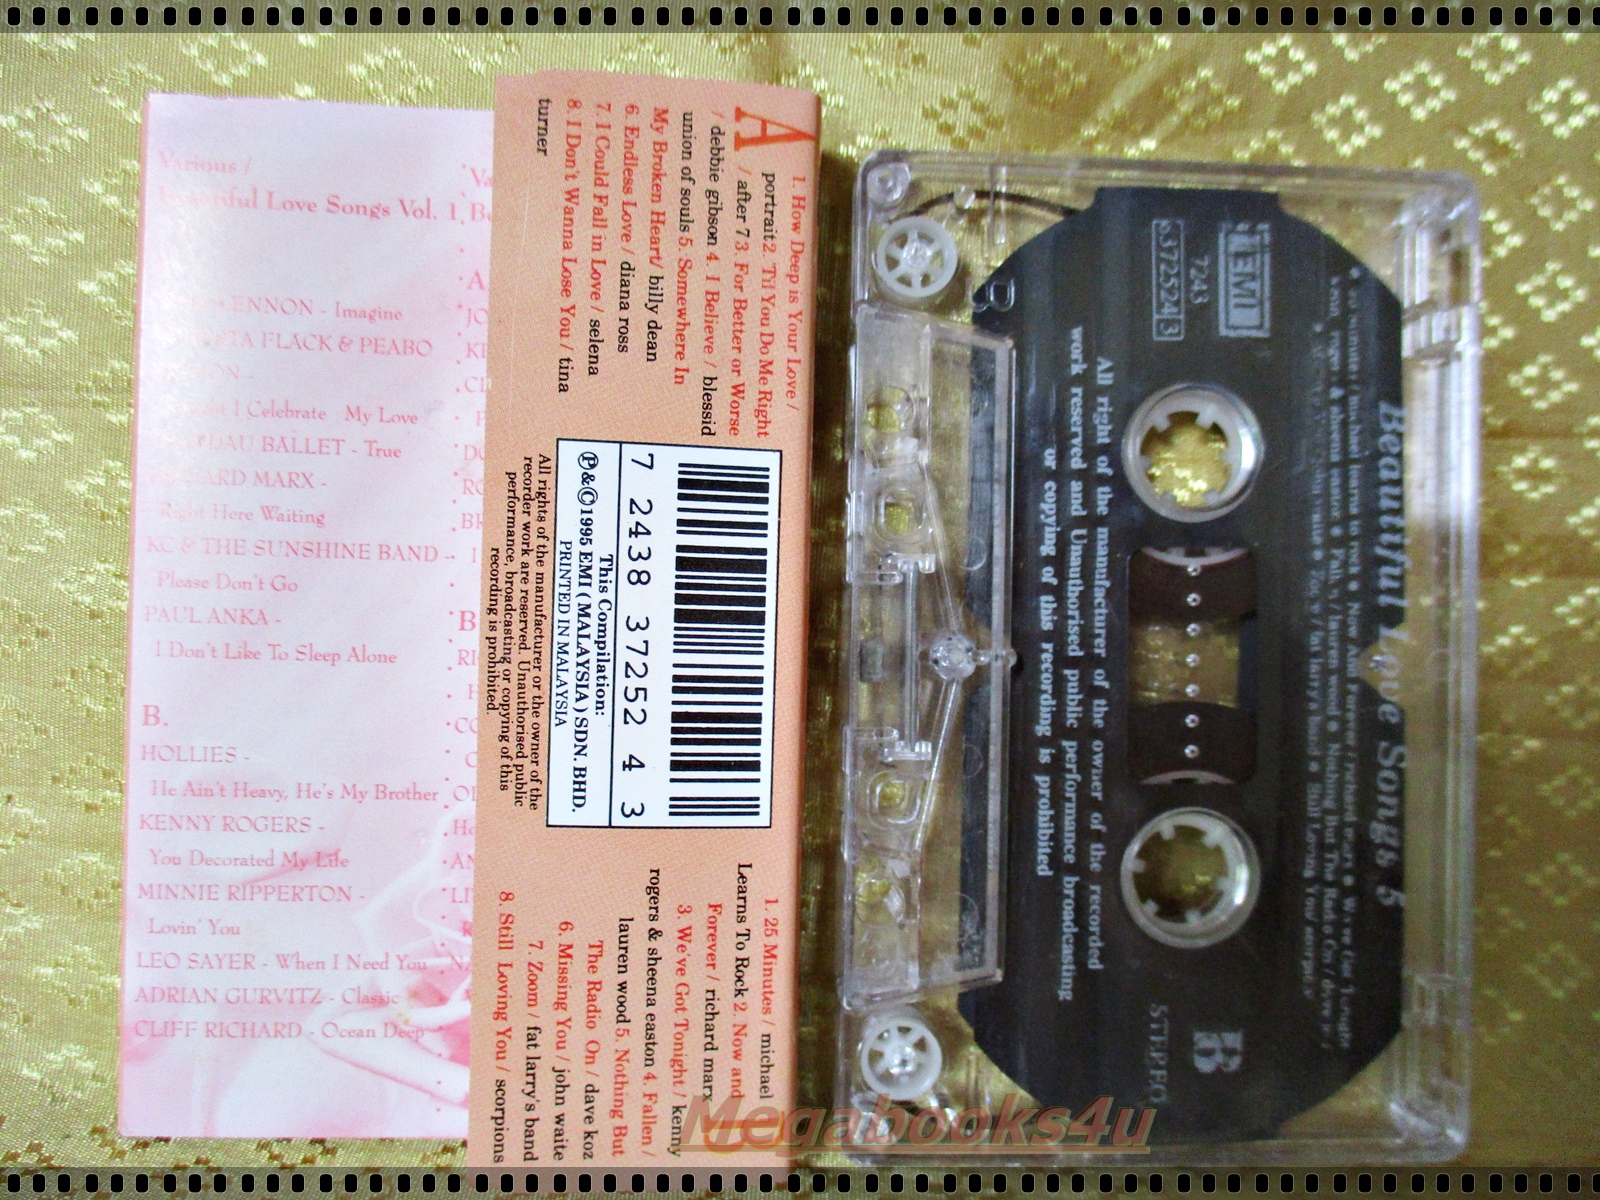 Various /
Beautiful Love Songs Vol. 1
LENNON - Imagine
FLACK & PEABO
I Celebrate My Love
BALLET - True
MARX -
Right Here Waiting
KC & THE SUNSHINE BAND -
Please Don't Go
PAUL ANKA -
I Don't Like To Sleep Alone
B.
HOLLIES -
He Ain't Heavy, He's My Brother
KENNY ROGERS -
You Decorated My Life
MINNIE RIPPERTON -
Lovin' You
LEO SAYER - When I Need You
ADRIAN GURVITZ - Classic
CLIFF RICHARD - Ocean Deep
A
1. How Deep is Your Love /
portrait 2. 'Til You Do Me Right
/ after 7 3. For Better or Worse
/ debbie gibson 4. I Believe / blessid
union of souls 5. Somewhere In
My Broken Heart/ billy dean
6. Endless Love / diana ross
7. I Could Fall in Love / selena
8. I Don't Wanna Lose You / tina
turner
7 2438 37252 4 3
This Compilation:
℗&©1995 EMI ( MALAYSIA ) SDN. BHD.
PRINTED IN MALAYSIA
All rights of the manufacturer or the owner of the
recorder work are reserved. Unauthorised public
performance, broadcasting or copying of this
recording is prohibited.
1. 25 Minutes / michael
Learns To Rock 2. Now and
Forever / richard marx
3. We've Got Tonight / kenny
rogers & sheena easton 4. Fallen /
lauren wood 5. Nothing But
The Radio On / dave koz
6. Missing You / john waite
7. Zoom / fat larry's band
8. Still Loving You / scorpions
Beautiful Love Songs 5
EMI
7243
8372524 3
All right of the manufacturer of the owner of the recorded
work reserved and Unauthorised public performance broadcasting
or copying of this recording is prohibited
B
STEREO
Megabooks4u